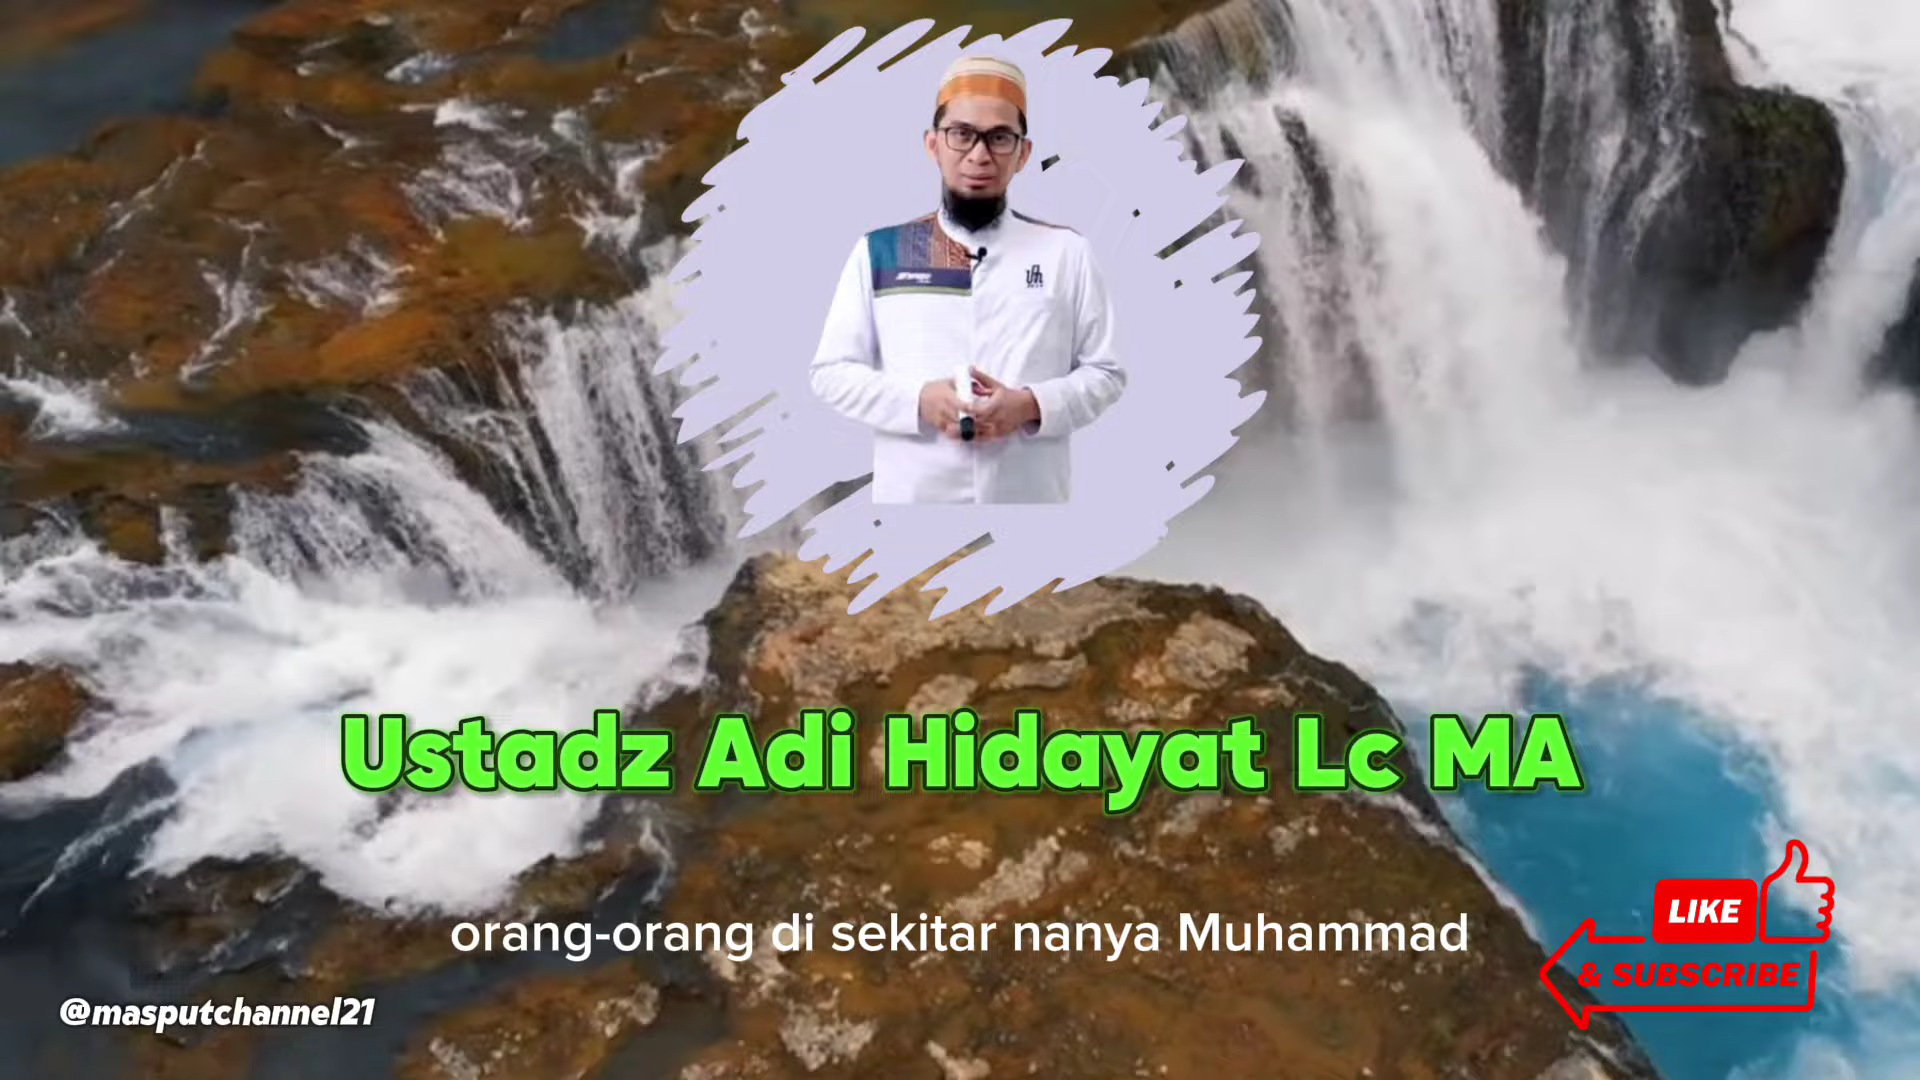 Ustadz Adi Hidayat Lc MA
orang-orang di sekitar nanya Muhammad
LIKE
& SUBSCRIBE
@masputchannel21